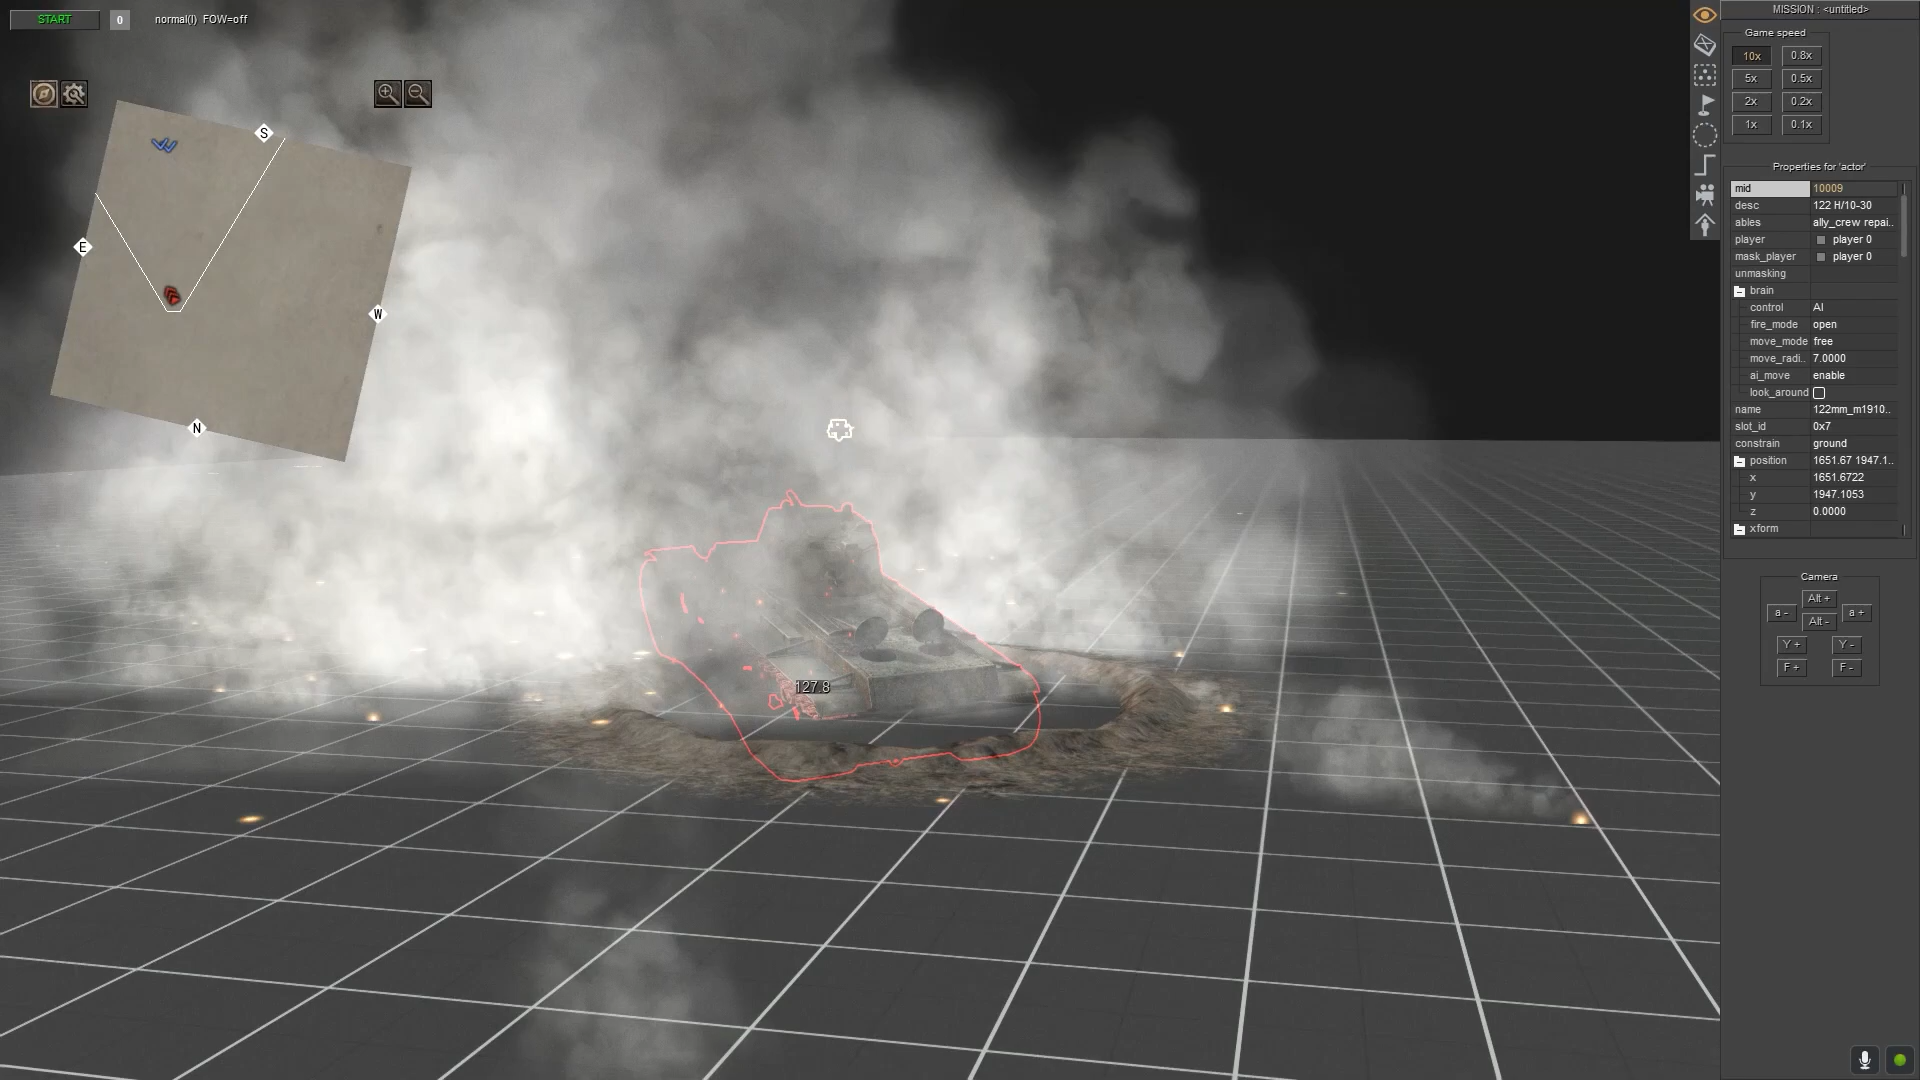 START
0
normal(I) FOW=off
S
E
W
N
127.8
MISSION : <untitled>
Game speed
10x 0.8x
5x 0.5x
2x 0.2x
1x 0.1x
Properties for 'actor'
mid 10009
desc 122 H/10-30
ables ally_crew repai..
player player 0
mask_player player 0
unmasking
brain
control AI
fire_mode open
move_mode free
move_radi.. 7.0000
ai_move enable
look_around
name 122mm_m1910..
slot_id 0x7
constrain ground
position 1651.67 1947.1..
x 1651.6722
y 1947.1053
z 0.0000
xform
Camera
Alt +
a - a +
Alt -
Y + Y -
F + F -